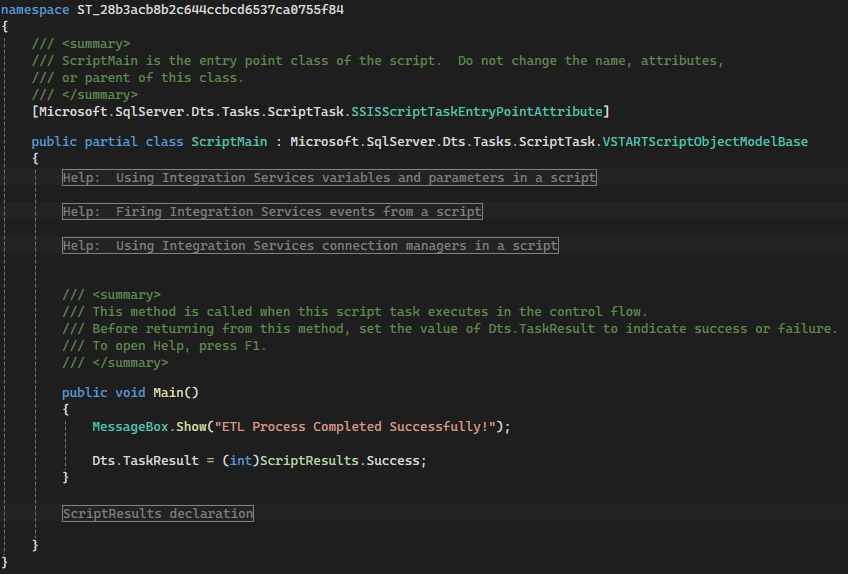 namespace ST_28b3acb8b2c644ccbcd6537ca0755f84
{
/// <summary>
/// ScriptMain is the entry point class of the script.  Do not change the name, attributes,
/// or parent of this class.
/// </summary>
[Microsoft.SqlServer.Dts.Tasks.ScriptTask.SSISScriptTaskEntryPointAttribute]
public partial class ScriptMain : Microsoft.SqlServer.Dts.Tasks.ScriptTask.VSTARTScriptObjectModelBase
{
Help:  Using Integration Services variables and parameters in a script
Help:  Firing Integration Services events from a script
Help:  Using Integration Services connection managers in a script
/// <summary>
/// This method is called when this script task executes in the control flow.
/// Before returning from this method, set the value of Dts.TaskResult to indicate success or failure.
/// To open Help, press F1.
/// </summary>
public void Main()
{
MessageBox.Show("ETL Process Completed Successfully!");
Dts.TaskResult = (int)ScriptResults.Success;
}
ScriptResults declaration
}
}